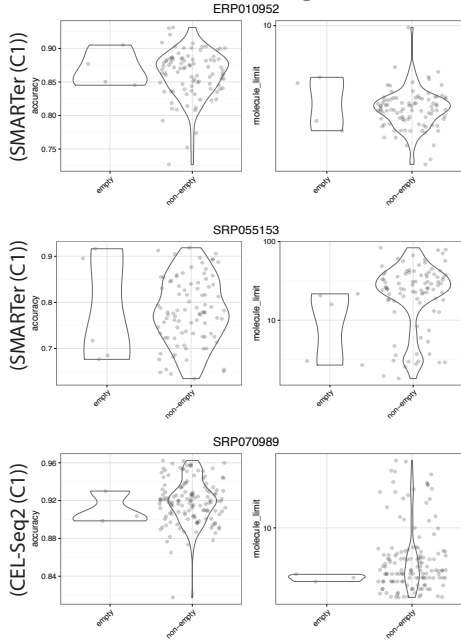 ERP010952
(SMARTer (C1))
accuracy
0.90
0.85
0.80
0.75
empty
non−empty
molecule_limit
10
empty
non−empty
SRP055153
(SMARTer (C1))
accuracy
0.9
0.8
0.7
empty
non−empty
molecule_limit
100
10
empty
non−empty
SRP070989
(CEL-Seq2 (C1))
accuracy
0.96
0.92
0.88
0.84
empty
non−empty
molecule_limit
10
empty
non−empty